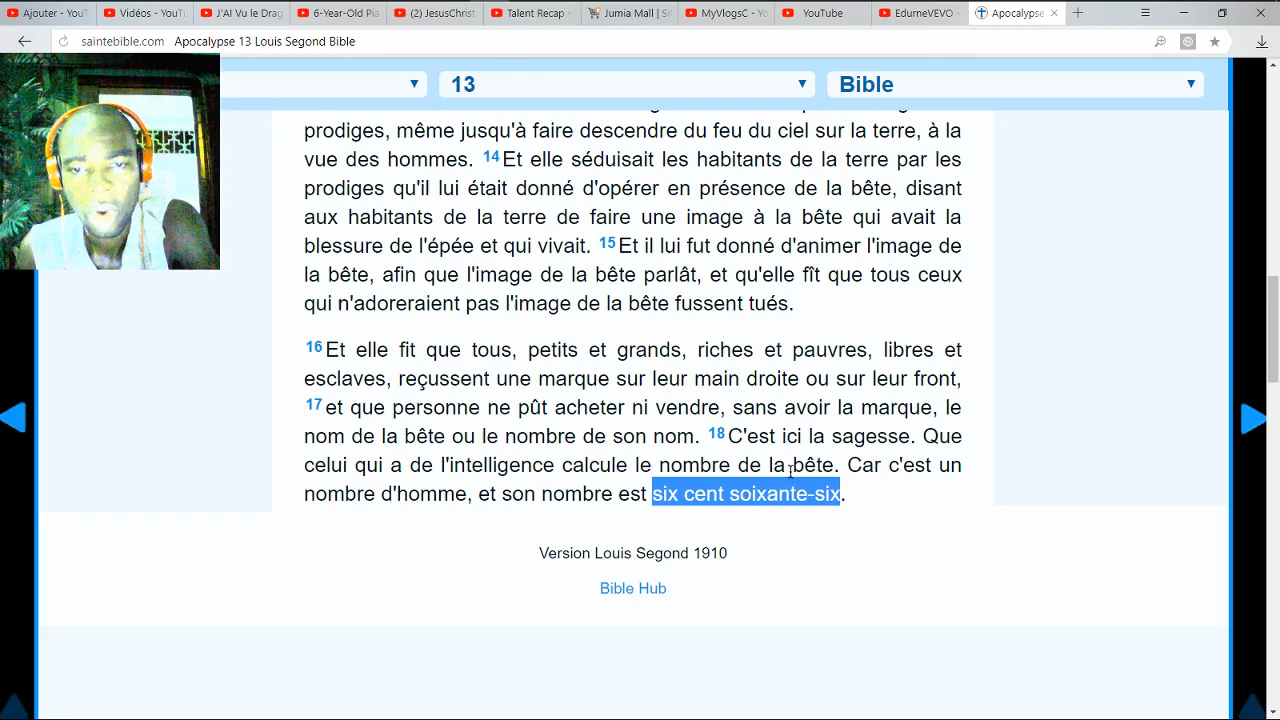 Ajouter - YouT
Vidéos - YouTu
J'AI Vu le Drag
6-Year-Old Pia
(2) JesusChrist
Talent Recap -
Jumia Mall | Sil
MyVlogsC - Yo
YouTube
EdurneVEVO -
Apocalypse
saintebible.com Apocalypse 13 Louis Segond Bible
13
Bible
prodiges, même jusqu'à faire descendre du feu du ciel sur la terre, à la
vue des hommes. 14Et elle séduisait les habitants de la terre par les
prodiges qu'il lui était donné d'opérer en présence de la bête, disant
aux habitants de la terre de faire une image à la bête qui avait la
blessure de l'épée et qui vivait. 15Et il lui fut donné d'animer l'image de
la bête, afin que l'image de la bête parlât, et qu'elle fît que tous ceux
qui n'adoreraient pas l'image de la bête fussent tués.
16Et elle fit que tous, petits et grands, riches et pauvres, libres et
esclaves, reçussent une marque sur leur main droite ou sur leur front,
17et que personne ne pût acheter ni vendre, sans avoir la marque, le
nom de la bête ou le nombre de son nom. 18C'est ici la sagesse. Que
celui qui a de l'intelligence calcule le nombre de la bête. Car c'est un
nombre d'homme, et son nombre est six cent soixante-six.
Version Louis Segond 1910
Bible Hub